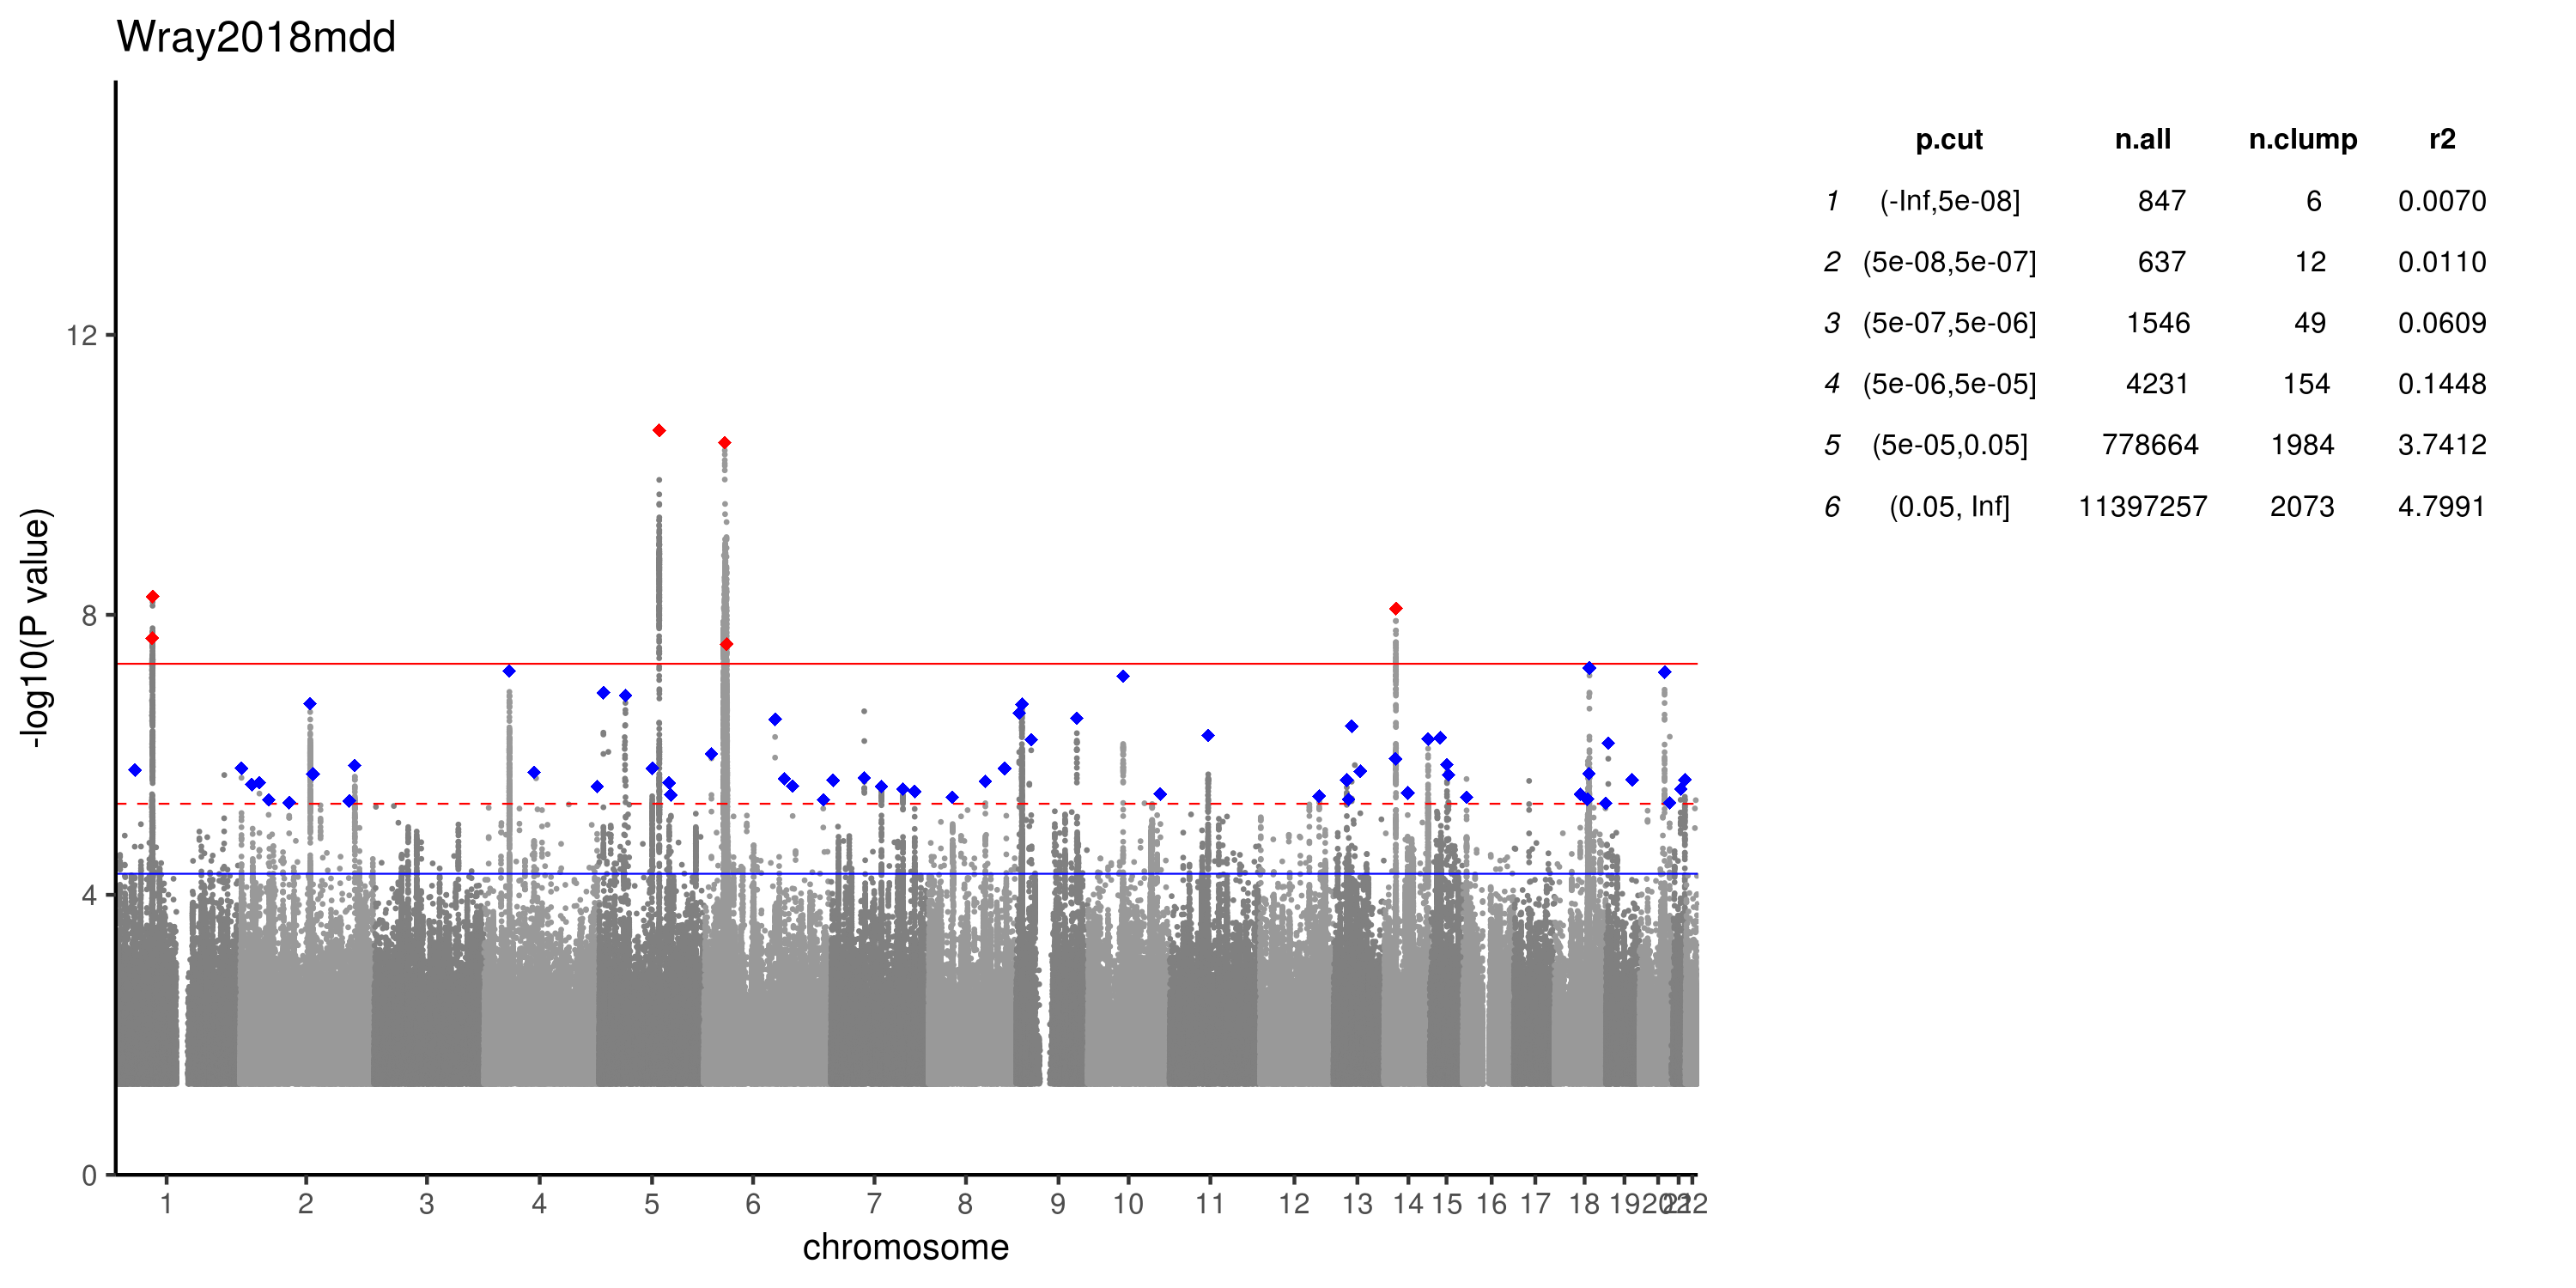 Wray2018mdd
-log10(P value)
12
8
4
0
1 2 3 4 5 6 7 8 9 10 11 12 13 14 15 16 17 18 19 20 21 22
chromosome
p.cut n.all n.clump r2
1 (-Inf,5e-08] 847 6 0.0070
2 (5e-08,5e-07] 637 12 0.0110
3 (5e-07,5e-06] 1546 49 0.0609
4 (5e-06,5e-05] 4231 154 0.1448
5 (5e-05,0.05] 778664 1984 3.7412
6 (0.05, Inf] 11397257 2073 4.7991